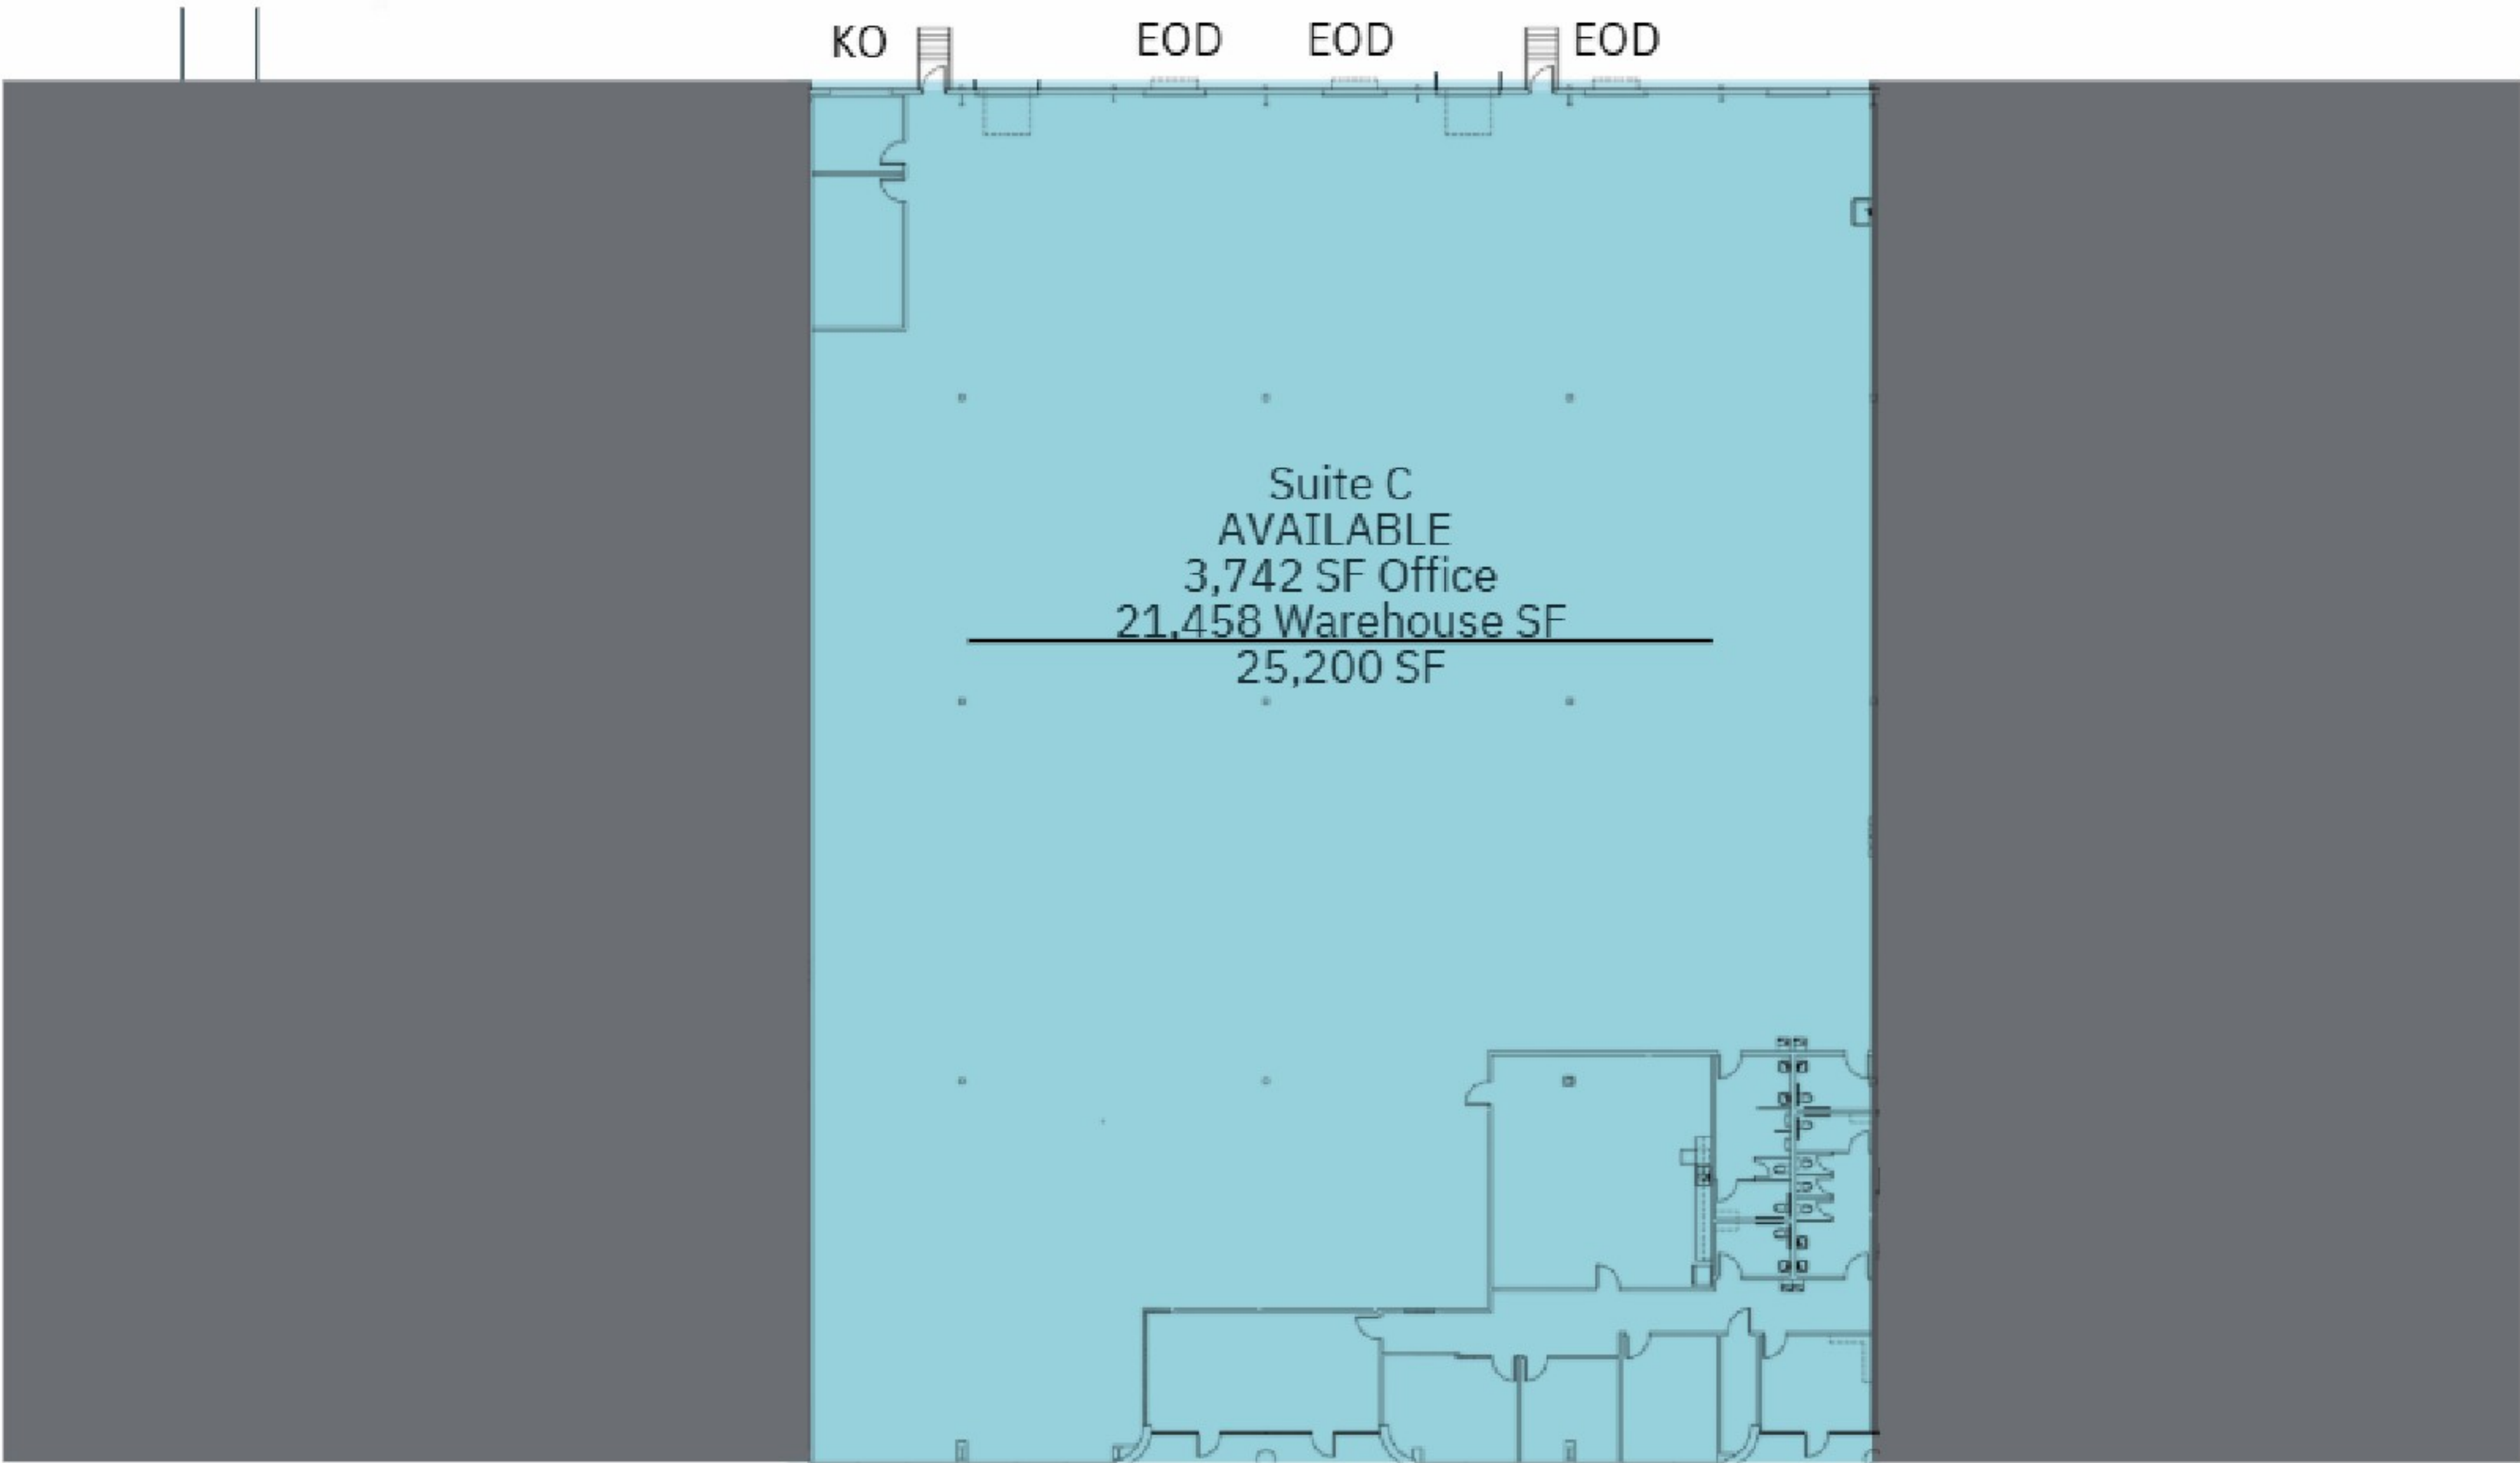 KO EOD EOD EOD
Suite C
AVAILABLE
3,742 SF Office
21,458 Warehouse SF
25,200 SF